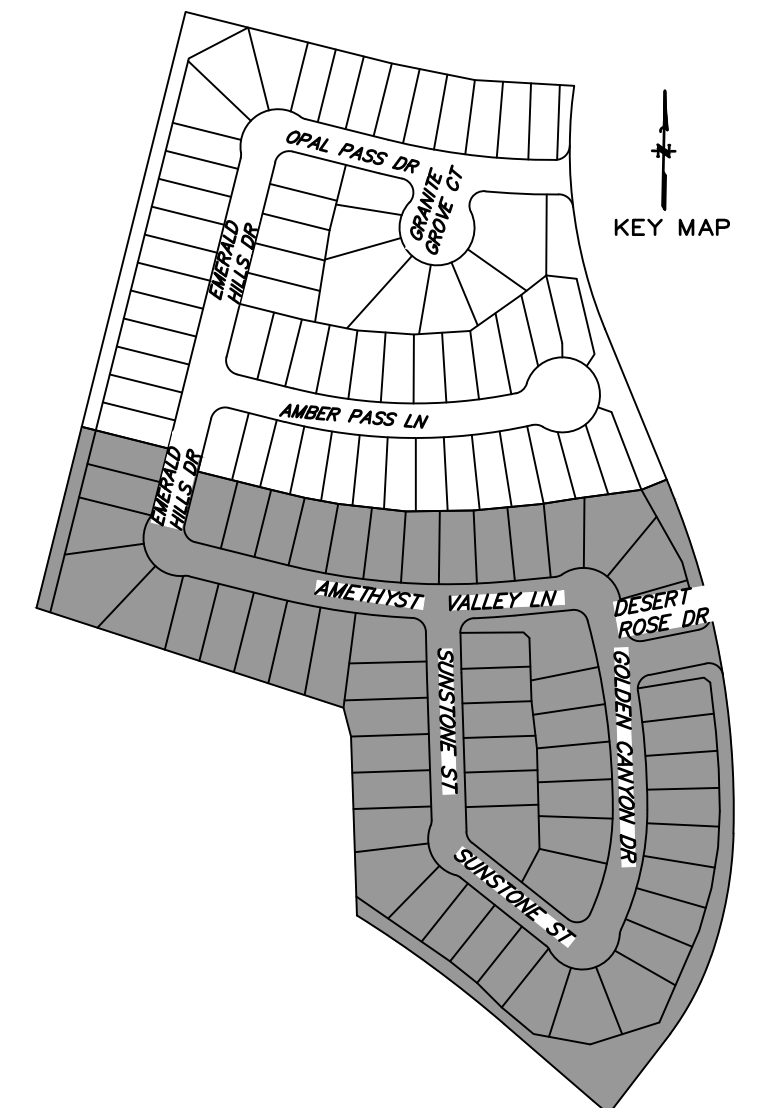 OPAL PASS DR
GRANITE
GROVE CT
N
KEY MAP
EMERALD
HILLS DR
AMBER PASS LN
EMERALD
HILLS DR
AMETHYST VALLEY LN
DESERT
ROSE DR
SUNSTONE ST
GOLDEN CANYON DR
SUNSTONE ST